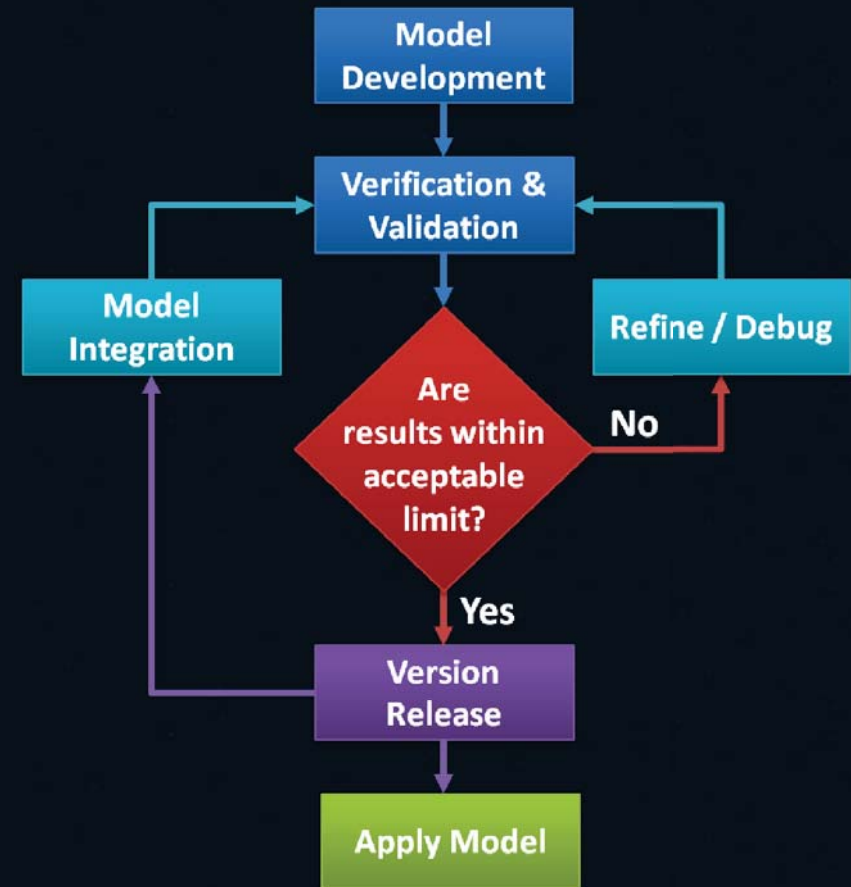 Model
Development
Verification &
Validation
Model
Integration
Refine / Debug
Are
results within
acceptable
limit?
No
Yes
Version
Release
Apply Model